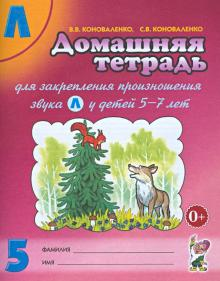 Л
В.В. КОНОВАЛЕНКО, С.В. КОНОВАЛЕНКО
Домашняя
тетрадь
для закрепления произношения
звука Л у детей 5–7 лет
0+
5
ФАМИЛИЯ
ИМЯ